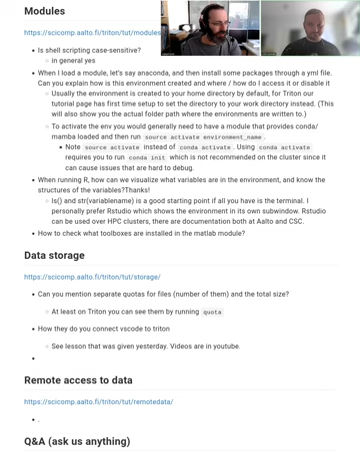 Modules
https://scicomp.aalto.fi/triton/tut/modules
Is shell scripting case-sensitive?
in general yes
When I load a module, let's say anaconda, and then install some packages through a yml file.
Can you explain how is this environment created and where / how do I access it or disable it
Usually the environment is created to your home directory by default, for Triton our
tutorial page has first time setup to set the directory to your work directory instead. (This
will also show you the actual folder path where the environments are written to.)
To activate the env you would generally need to have a module that provides conda/
mamba loaded and then run source activate environment_name .
Note source activate instead of conda activate . Using conda activate
requires you to run conda init which is not recommended on the cluster since it
can cause issues that are hard to debug.
When running R, how can we visualize what variables are in the environment, and know the
structures of the variables?Thanks!
ls() and str(variablename) is a good starting point if all you have is the terminal. I
personally prefer Rstudio which shows the environment in its own subwindow. Rstudio
can be used over HPC clusters, there are documentation both at Aalto and CSC.
How to check what toolboxes are installed in the matlab module?
Data storage
https://scicomp.aalto.fi/triton/tut/storage/
Can you mention separate quotas for files (number of them) and the total size?
At least on Triton you can see them by running quota
How they do you connect vscode to triton
See lesson that was given yesterday. Videos are in youtube.
Remote access to data
https://scicomp.aalto.fi/triton/tut/remotedata/
.
Q&A (ask us anything)